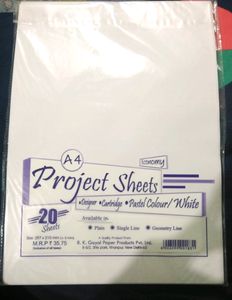 A4
Economy
Project Sheets
•Designer •Cartridge •Pastel Colour/ White
20
Sheets
Available in
• Plain • Single Line • Geometry Line
A Quality Product from
M.R.P ₹ 35.75
S. K. Goyal Paper Products Pvt. Ltd.